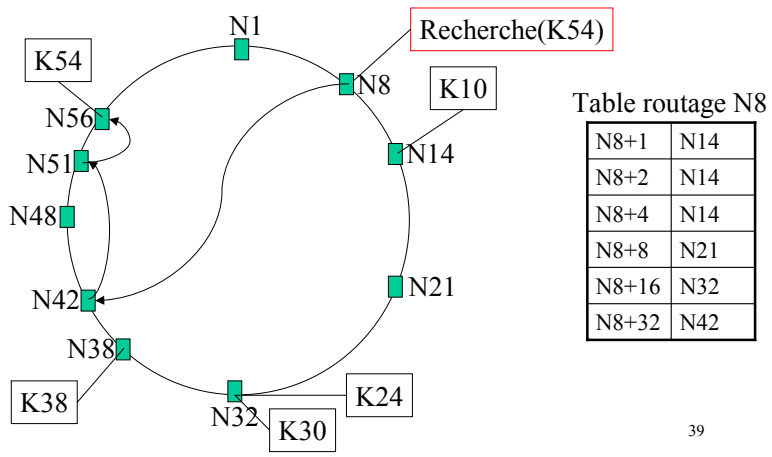 N1
Recherche(K54)
K54
N8
K10
N56
Table routage N8
N8+1 N14
N14
N51
N8+2 N14
N8+4 N14
N48
N8+8 N21
N42
N21
N8+16 N32
N8+32 N42
N38
K38
K24
N32
K30
39